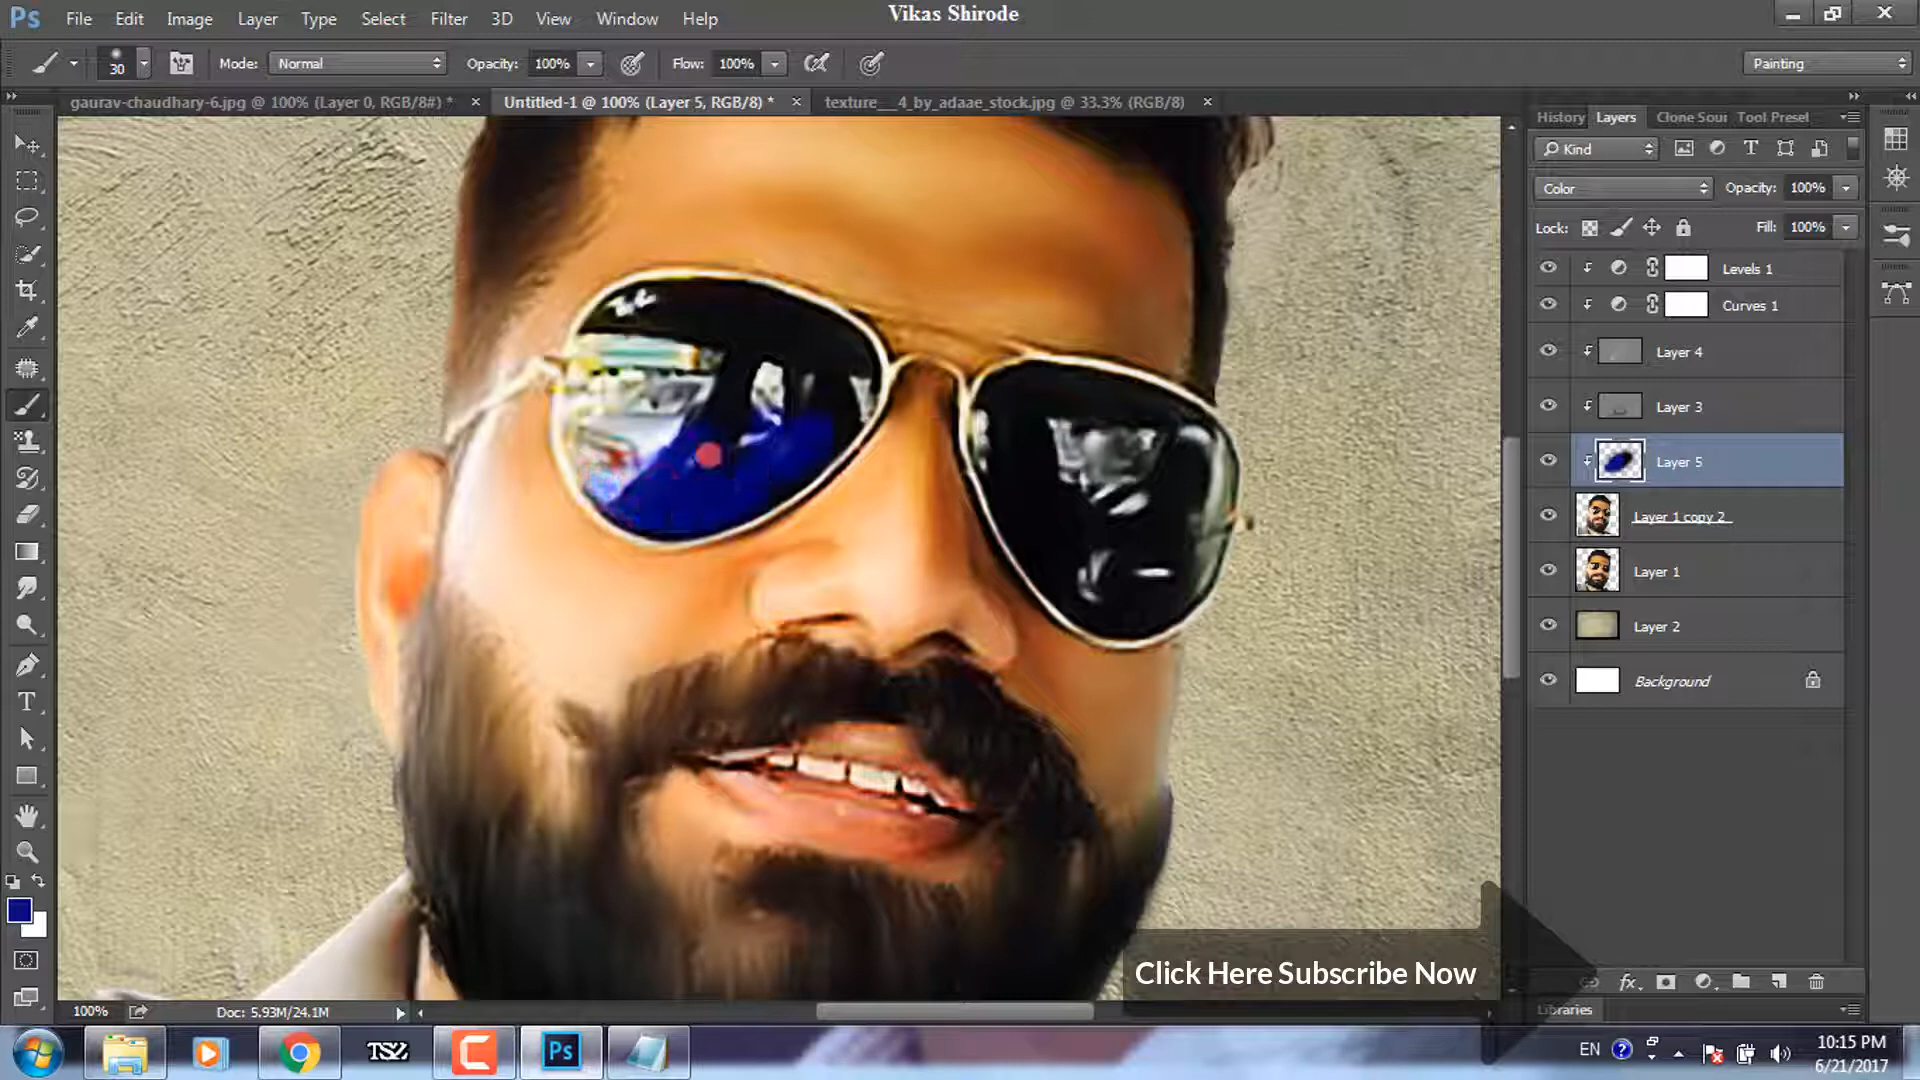 Vikas Shirode
Ps File Edit Image Layer Type Select Filter 3D View Window Help
30 Mode: Normal Opacity: 100% Flow: 100% Painting
gaurav-chaudhary-6.jpg @ 100% (Layer 0, RGB/8#) * × Untitled-1 @ 100% (Layer 5, RGB/8) * × texture__4_by_adaae_stock.jpg @ 33.3% (RGB/8) ×
History Layers Clone Sour Tool Preset
Kind
Color Opacity: 100%
Lock: Fill: 100%
Levels 1
Curves 1
Layer 4
Layer 3
Layer 5
Layer 1 copy 2
Layer 1
Layer 2
Background
T
Click Here Subscribe Now
fx
100% Doc: 5.93M/24.1M
Libraries
Ps
EN ? 10:15 PM
6/21/2017